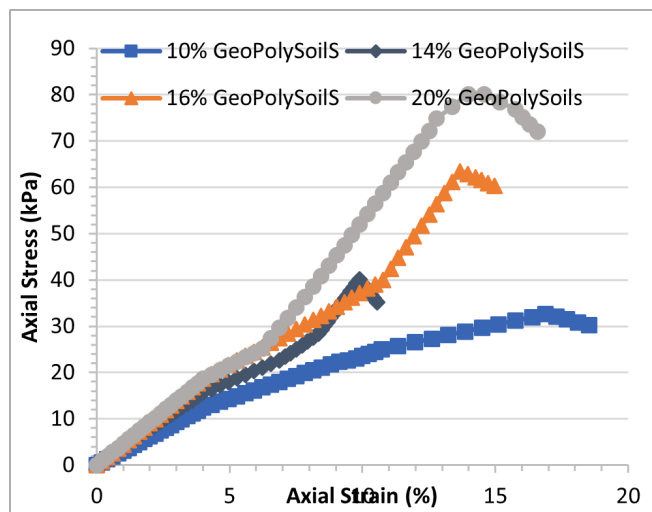 90
10% GeoPolySoilS 14% GeoPolySoilS
80
16% GeoPolySoilS 20% GeoPolySoils
70
60
50
40
30
20
10
0
Axial Stress (kPa)
0 5 10 15 20
Axial Strain (%)